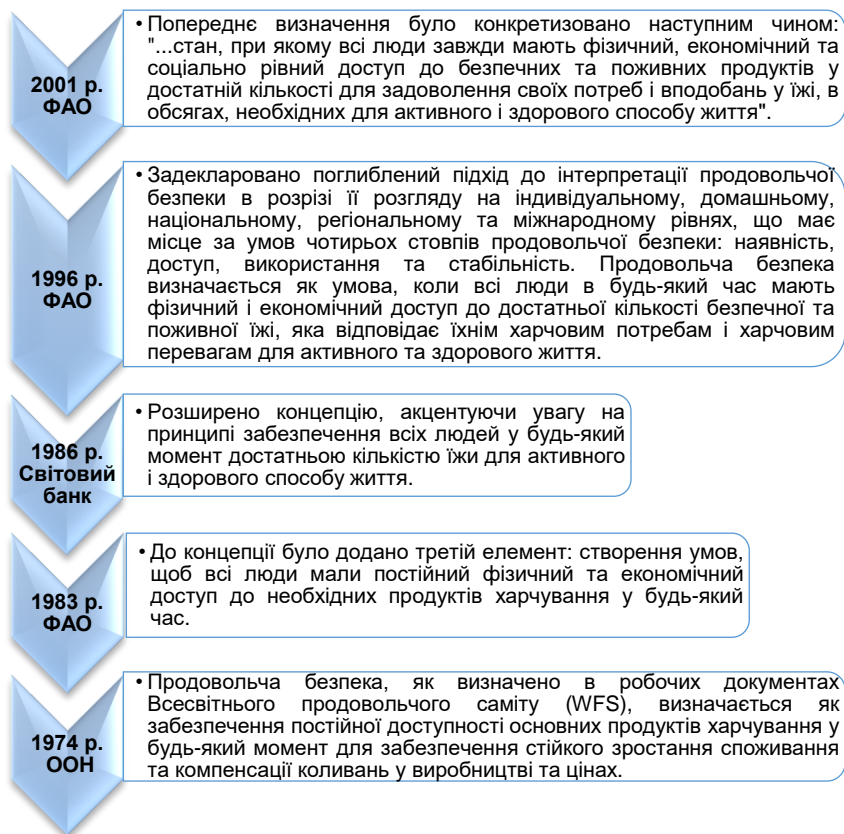 2001 р.
ФАО
• Попереднє визначення було конкретизовано наступним чином:
"...стан, при якому всі люди завжди мають фізичний, економічний та
соціально рівний доступ до безпечних та поживних продуктів у
достатній кількості для задоволення своїх потреб і вподобань у їжі, в
обсягах, необхідних для активного і здорового способу життя".
1996 р.
ФАО
• Задекларовано поглиблений підхід до інтерпретації продовольчої
безпеки в розрізі її розгляду на індивідуальному, домашньому,
національному, регіональному та міжнародному рівнях, що має
місце за умов чотирьох стовпів продовольчої безпеки: наявність,
доступ, використання та стабільність. Продовольча безпека
визначається як умова, коли всі люди в будь-який час мають
фізичний і економічний доступ до достатньої кількості безпечної та
поживної їжі, яка відповідає їхнім харчовим потребам і харчовим
перевагам для активного та здорового життя.
1986 р.
Світовий
банк
• Розширено концепцію, акцентуючи увагу на
принципі забезпечення всіх людей у будь-який
момент достатньою кількістю їжи для активного
і здорового способу життя.
1983 р.
ФАО
• До концепції було додано третій елемент: створення умов,
щоб всі люди мали постійний фізичний та економічний
доступ до необхідних продуктів харчування у будь-який
час.
1974 р.
ООН
• Продовольча безпека, як визначено в робочих документах
Всесвітнього продовольчого саміту (WFS), визначається як
забезпечення постійної доступності основних продуктів харчування у
будь-який момент для забезпечення стійкого зростання споживання
та компенсації коливань у виробництві та цінах.